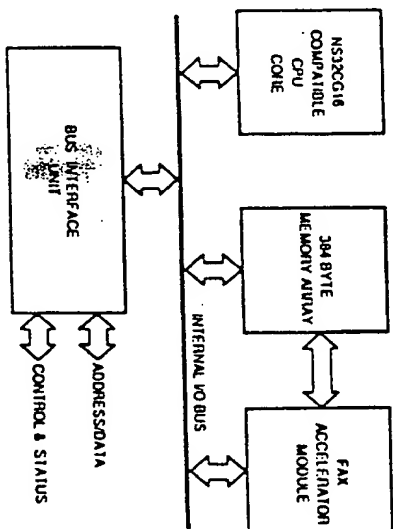 NS32CG16
COMPATIBLE
CPU
CORE
384 BYTE
MEMORY ARRAY
FAX
ACCELERATOR
MODULE
INTERNAL I/O BUS
BUS INTERFACE
UNIT
ADDRESS/DATA
CONTROL & STATUS